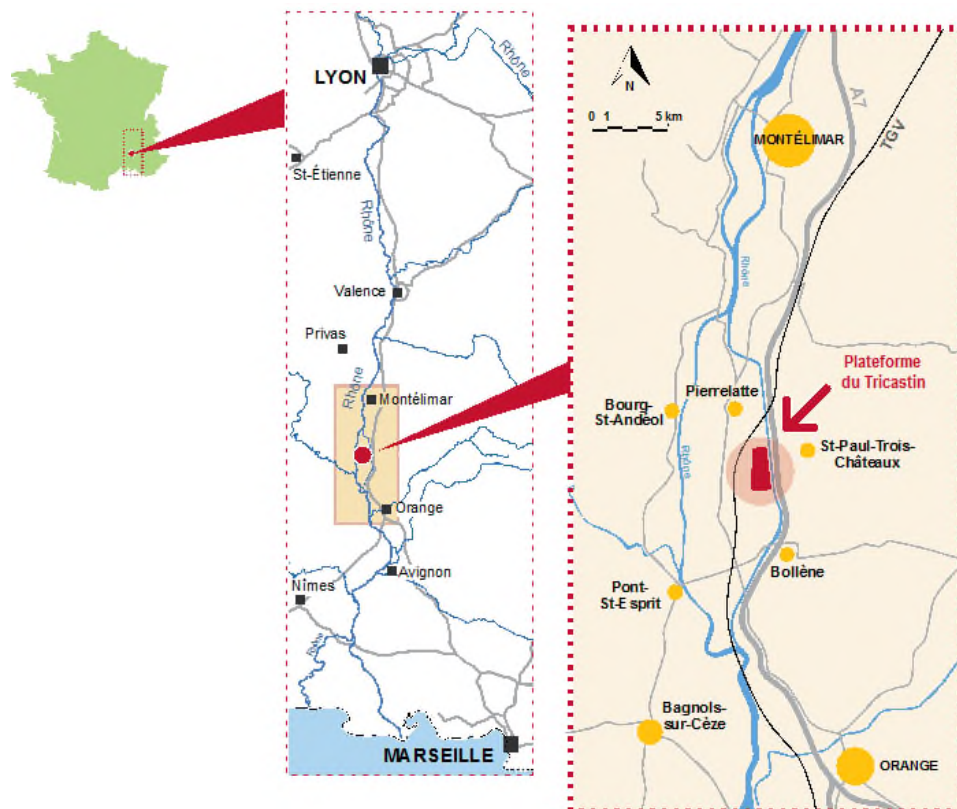 LYON
Rhône
St-Étienne
Rhône
Valence
Privas
Rhône
Montélimar
Orange
Avignon
Nîmes
Rhône
MARSEILLE
N
0 1 5 km
A7
TGV
MONTÉLIMAR
Rhône
Plateforme
du Tricastin
Pierrelatte
Bourg-
St-Andéol
St-Paul-Trois-
Châteaux
Rhône
Bollène
Pont-
St-E sprit
Bagnols-
sur-Cèze
ORANGE